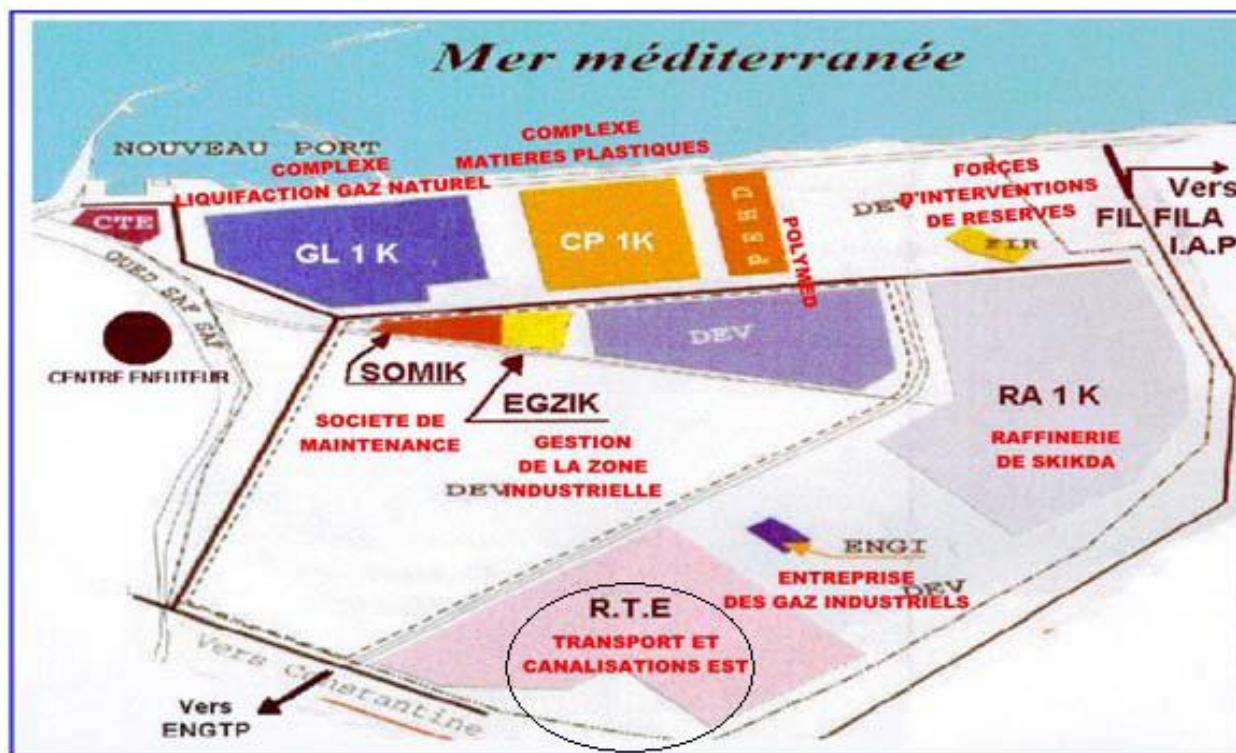 Mer méditerranée
NOUVEAU PORT
COMPLEXE
LIQUIFACTION GAZ NATUREL
COMPLEXE
MATIERES PLASTIQUES
FORCES
D'INTERVENTIONS
DE RESERVES
DEV
FIR
Vers
FIL FILA
I.A.P
CTE
GL 1 K
CP 1K
POLYMED
OUED SAF SAF
CENTRE ENFUTEUR
SOMIK
SOCIETE DE
MAINTENANCE
EGZIK
GESTION
DE LA ZONE
INDUSTRIELLE
DEV
DEV
RA 1 K
RAFFINERIE
DE SKIKDA
ENGI
ENTREPRISE
DES GAZ INDUSTRIELS
DEV
R.T.E
TRANSPORT ET
CANALISATIONS EST
Vers Constantine
Vers
ENGTP